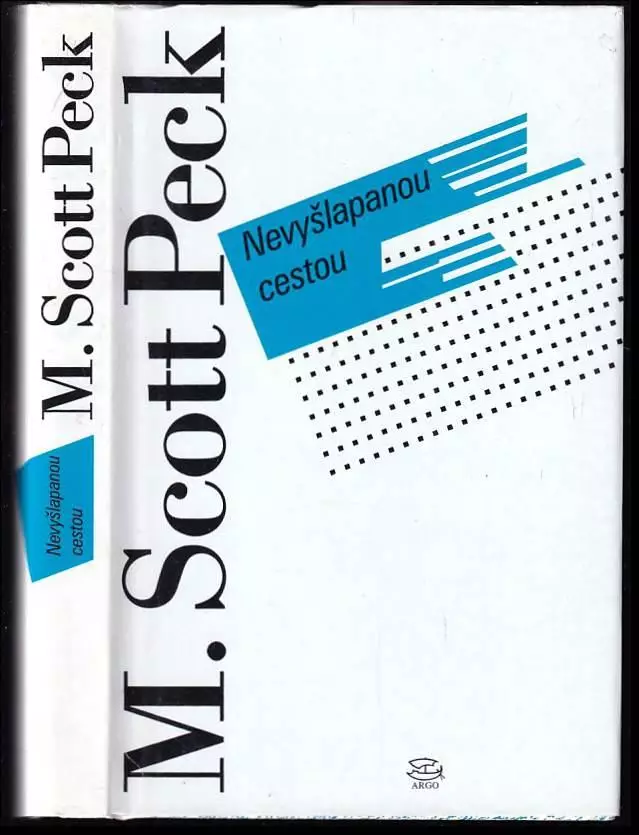 M. Scott Peck
Nevyšlapanou
cestou
M. Scott Peck
Nevyšlapanou
cestou
ARGO